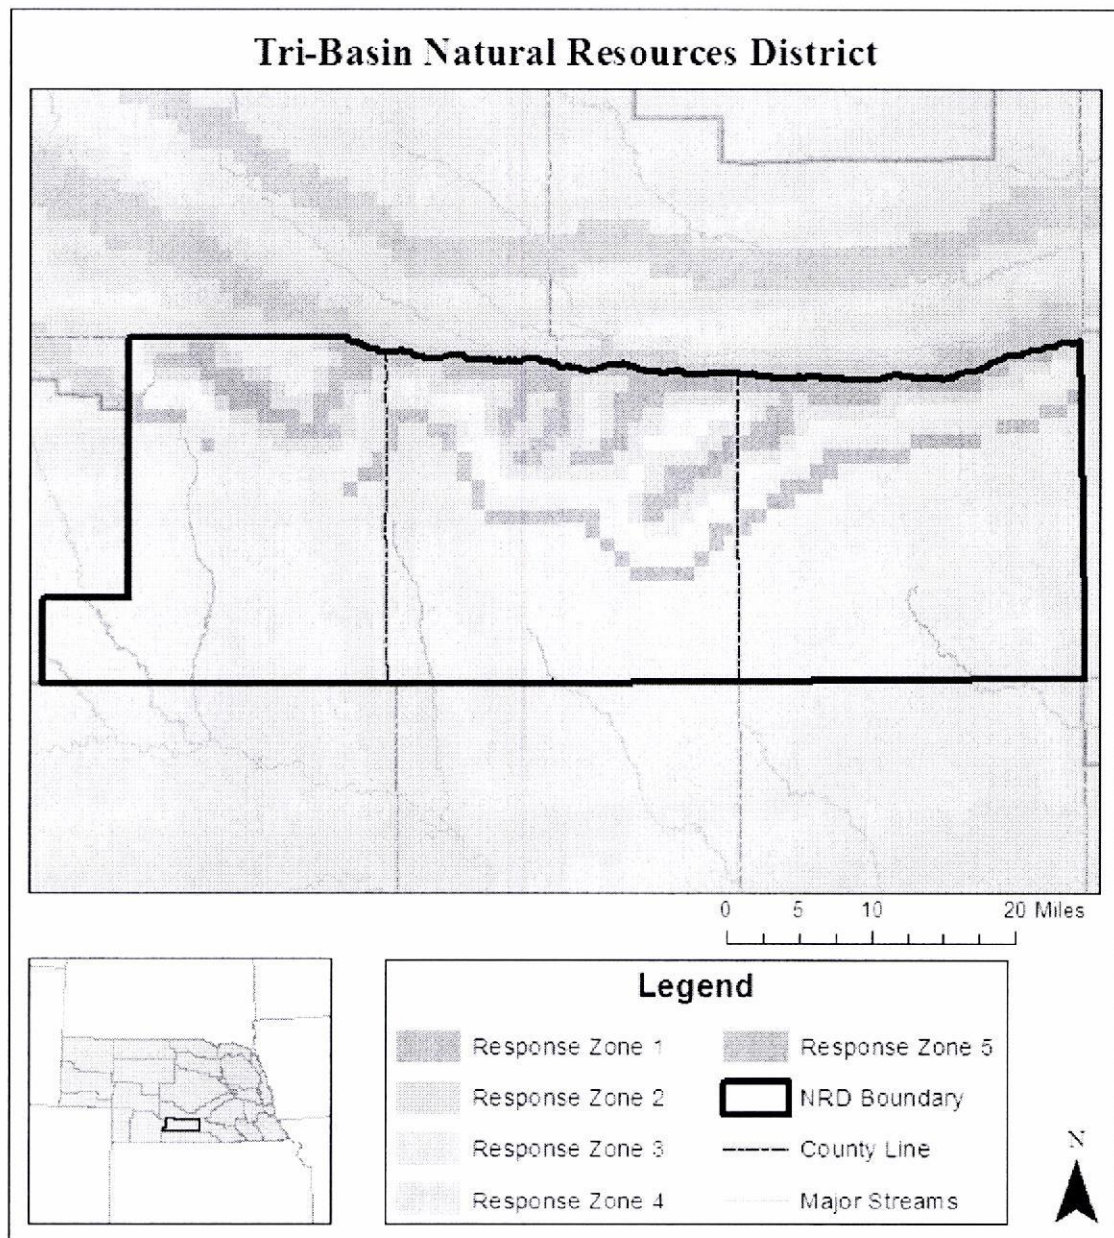 Tri-Basin Natural Resources District
0 5 10 20 Miles
Legend
Response Zone 1
Response Zone 2
Response Zone 3
Response Zone 4
Response Zone 5
NRD Boundary
County Line
Major Streams
N